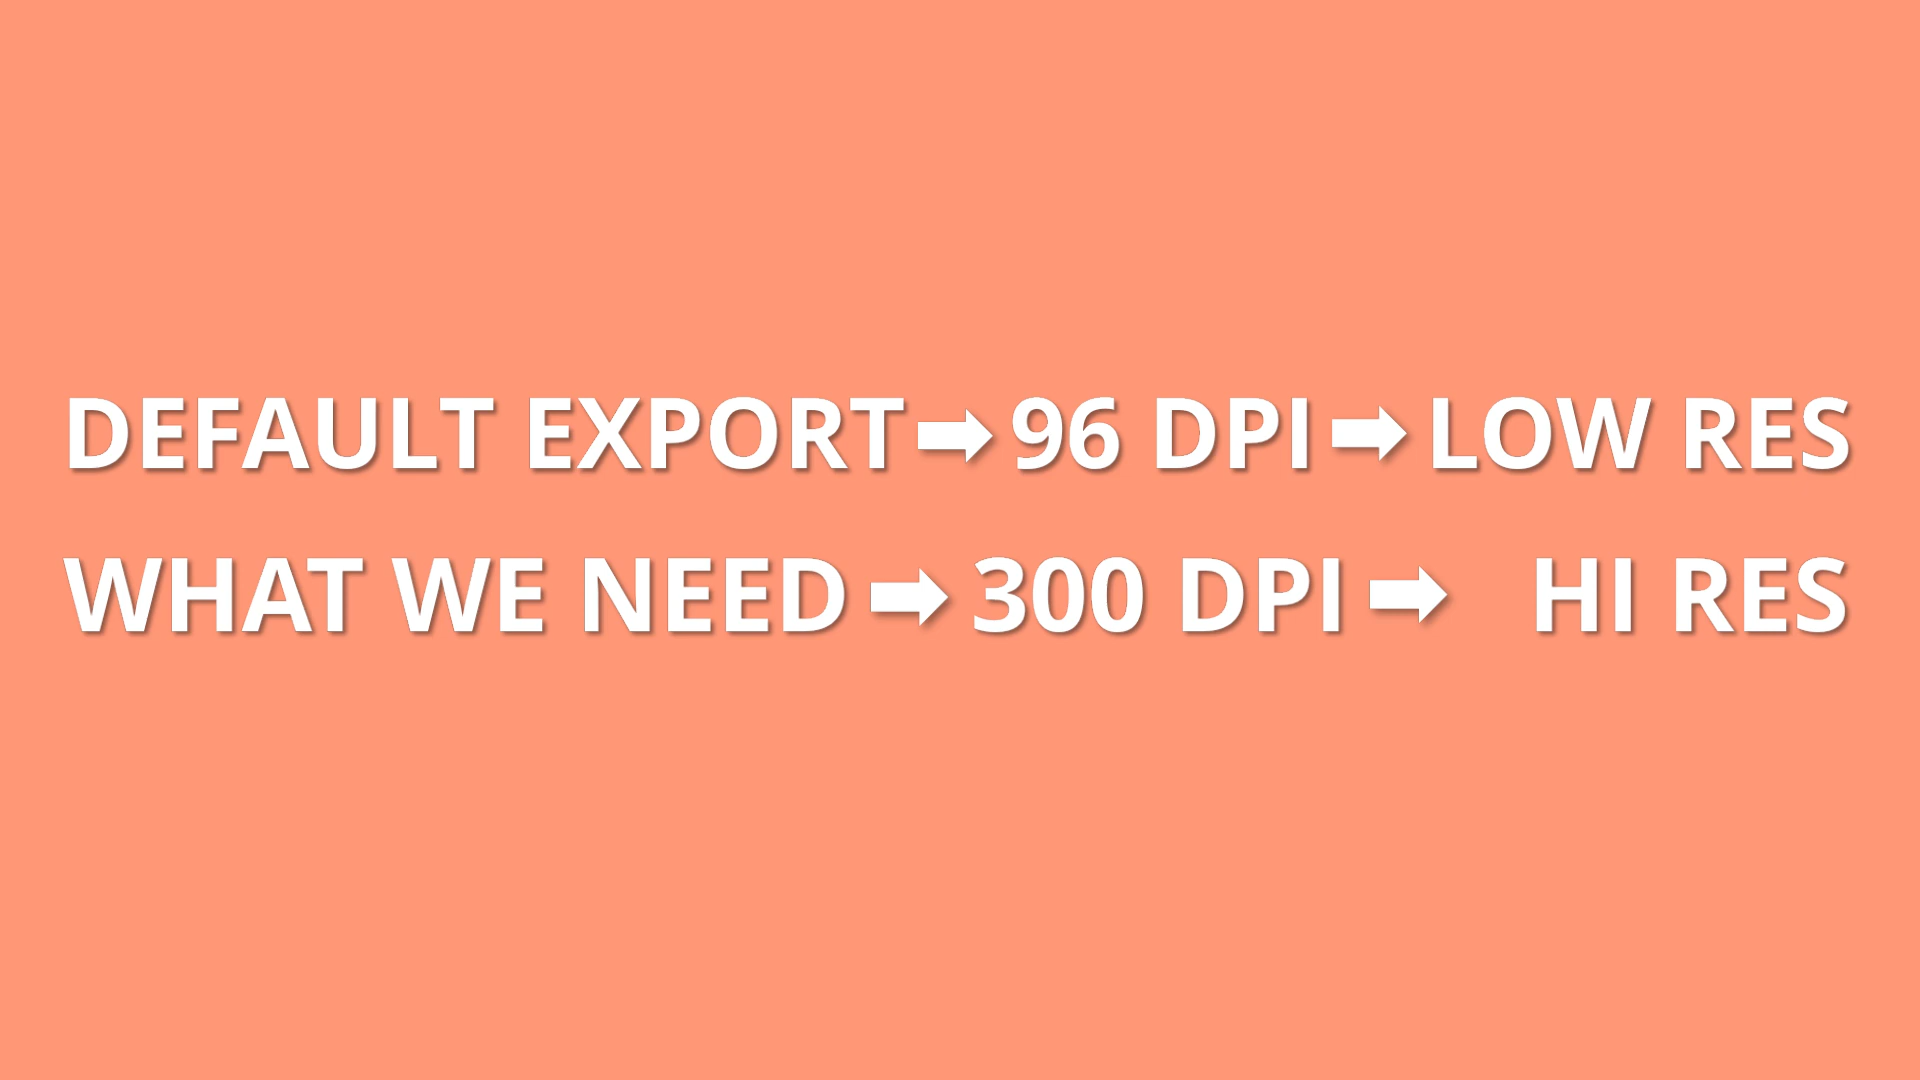 DEFAULT EXPORT➡96 DPI➡LOW RES
WHAT WE NEED➡300 DPI➡ HI RES